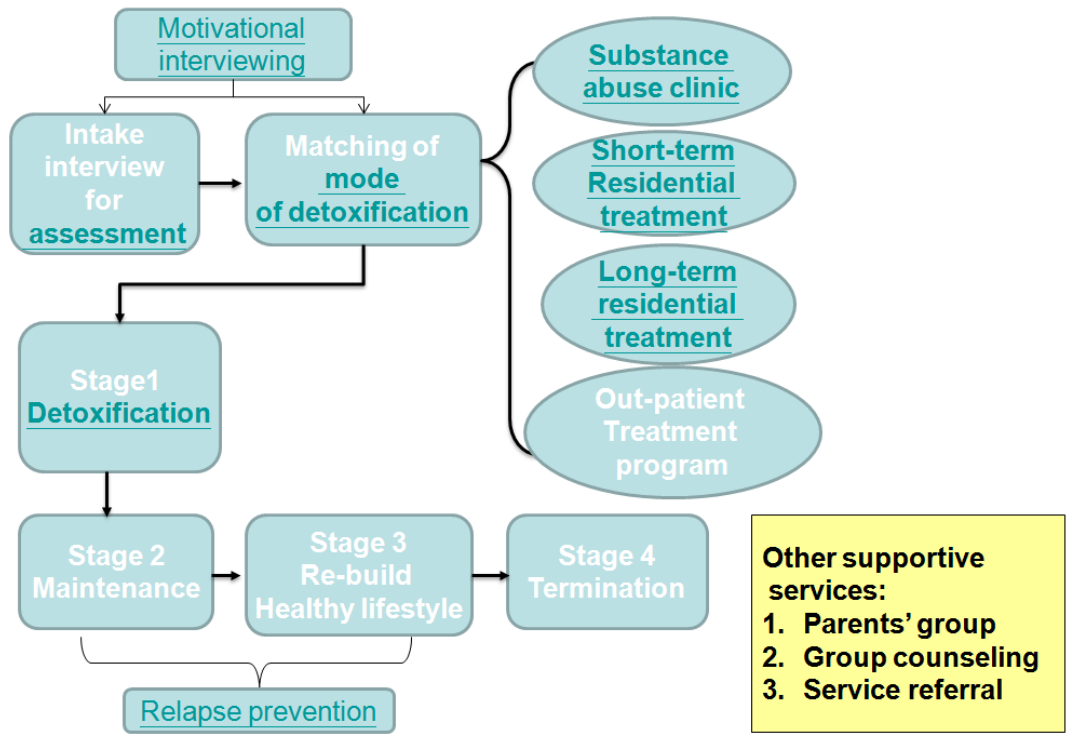 Motivational
interviewing
Intake
interview
for
assessment
Matching of
mode
of detoxification
Substance
abuse clinic
Short-term
Residential
treatment
Long-term
residential
treatment
Out-patient
Treatment
program
Stage1
Detoxification
Stage 2
Maintenance
Stage 3
Re-build
Healthy lifestyle
Stage 4
Termination
Relapse prevention
Other supportive
services:
1. Parents’ group
2. Group counseling
3. Service referral